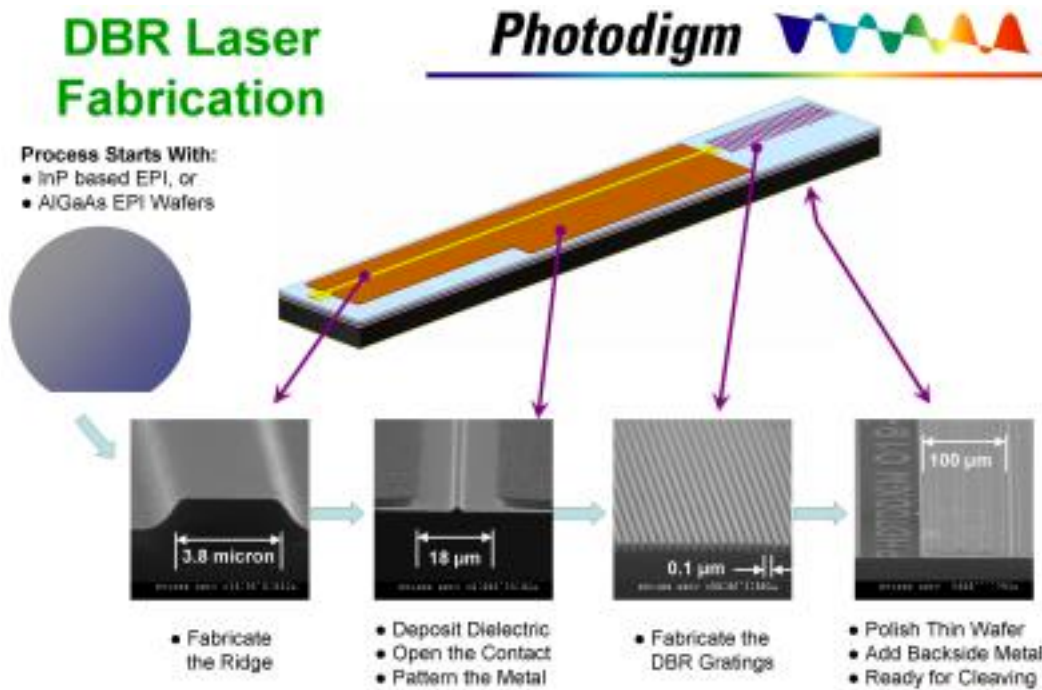 DBR Laser
Fabrication
Photodigm
Process Starts With:
● InP based EPI, or
● AlGaAs EPI Wafers
3.8 micron
18 µm
0.1 µm
100 µm
● Fabricate
the Ridge
● Deposit Dielectric
● Open the Contact
● Pattern the Metal
● Fabricate the
DBR Gratings
● Polish Thin Wafer
● Add Backside Metal
● Ready for Cleaving